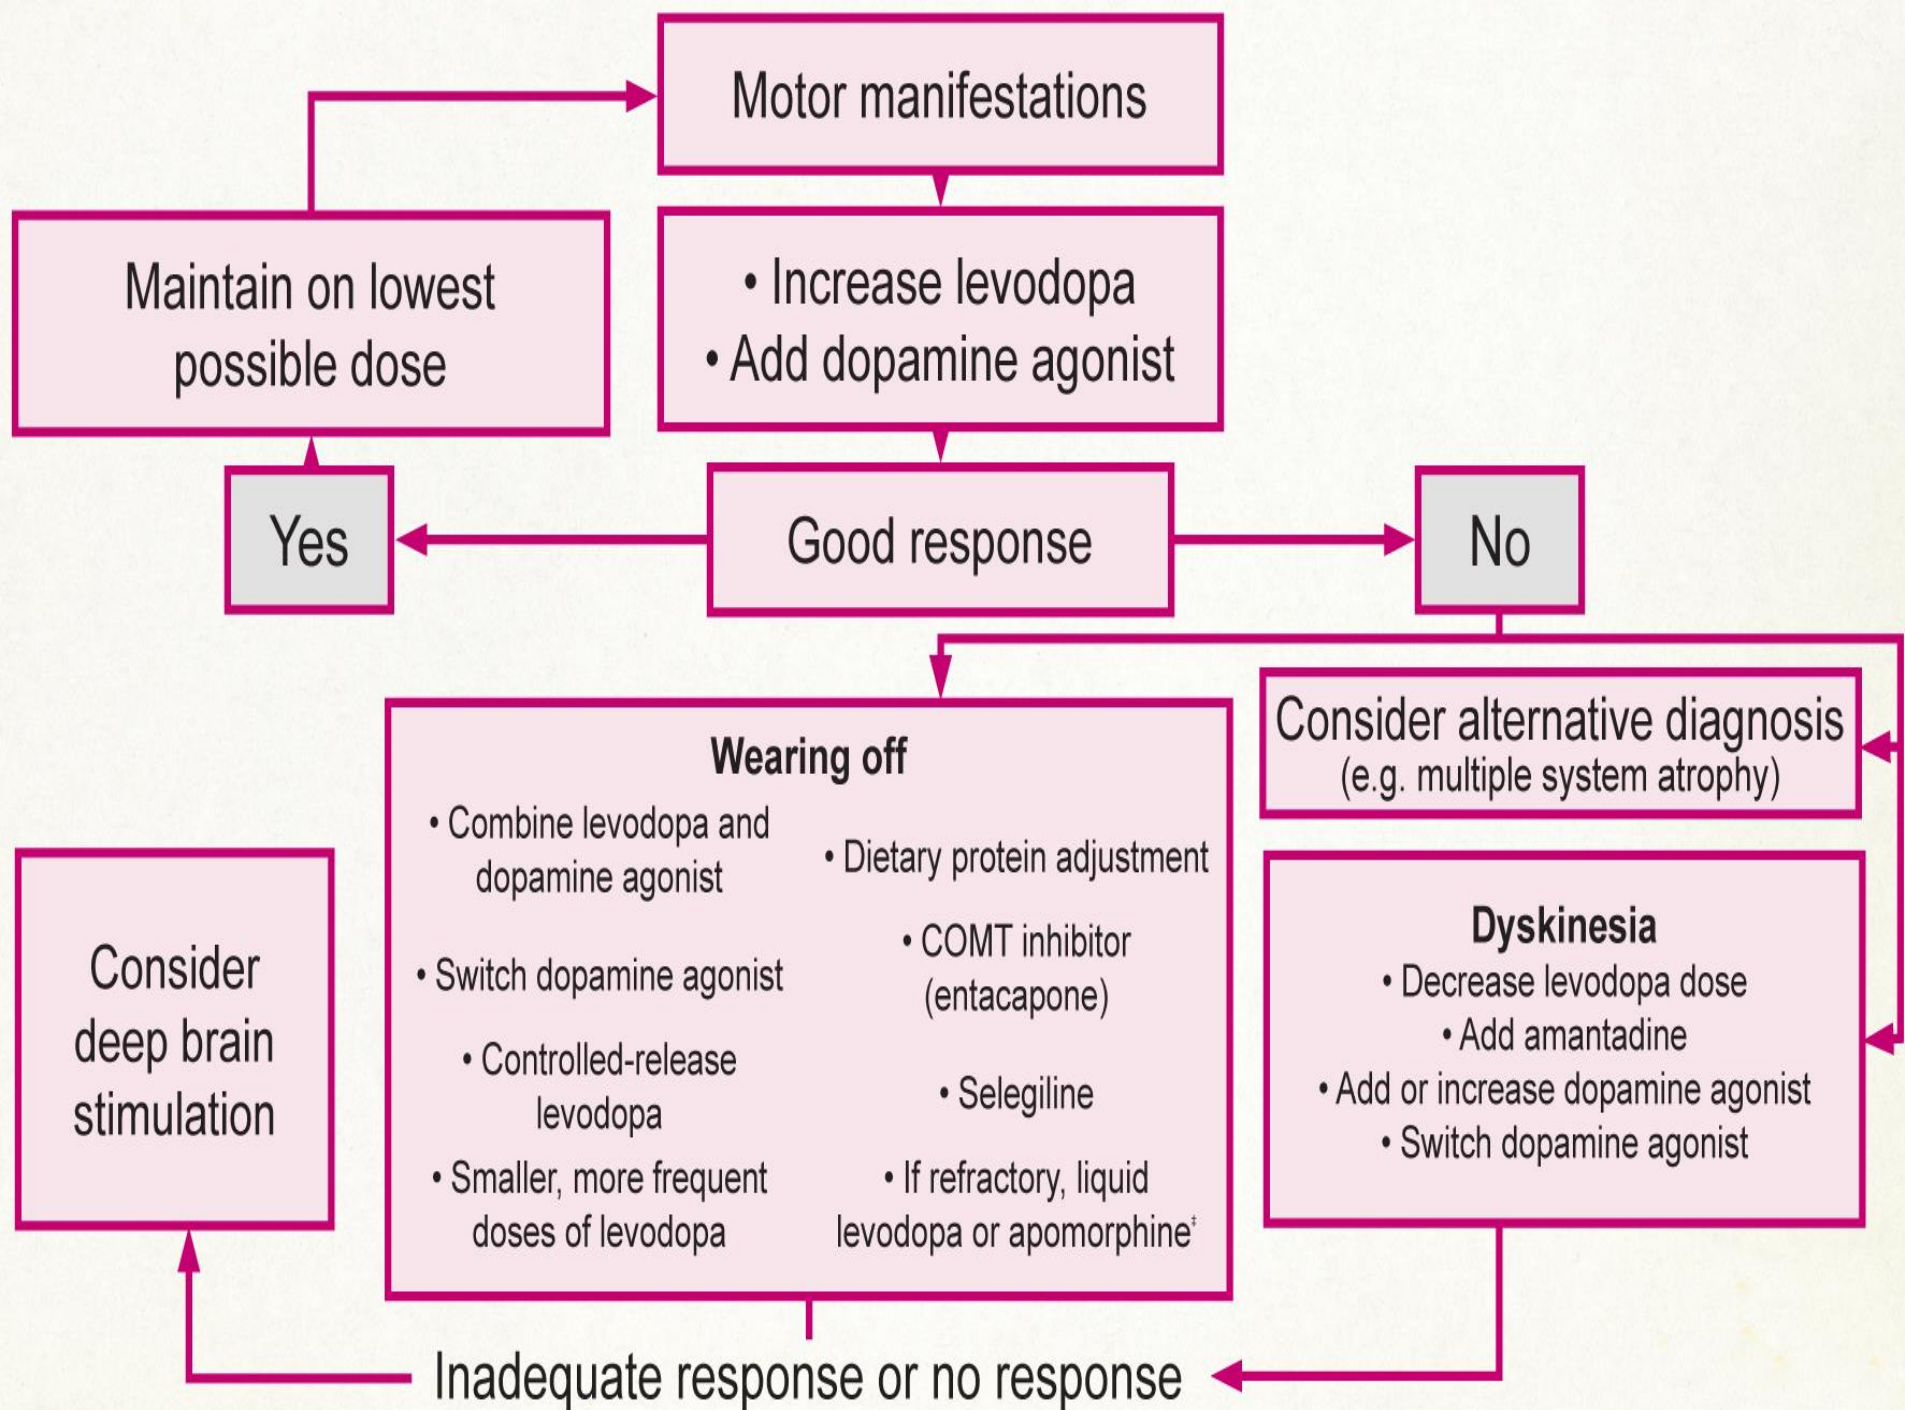 Motor manifestations
Maintain on lowest
possible dose
• Increase levodopa
• Add dopamine agonist
Yes
Good response
No
Wearing off
• Combine levodopa and
dopamine agonist
• Switch dopamine agonist
• Controlled-release
levodopa
• Smaller, more frequent
doses of levodopa
• Dietary protein adjustment
• COMT inhibitor
(entacapone)
• Selegiline
• If refractory, liquid
levodopa or apomorphine‡
Consider alternative diagnosis
(e.g. multiple system atrophy)
Dyskinesia
• Decrease levodopa dose
• Add amantadine
• Add or increase dopamine agonist
• Switch dopamine agonist
Consider
deep brain
stimulation
Inadequate response or no response